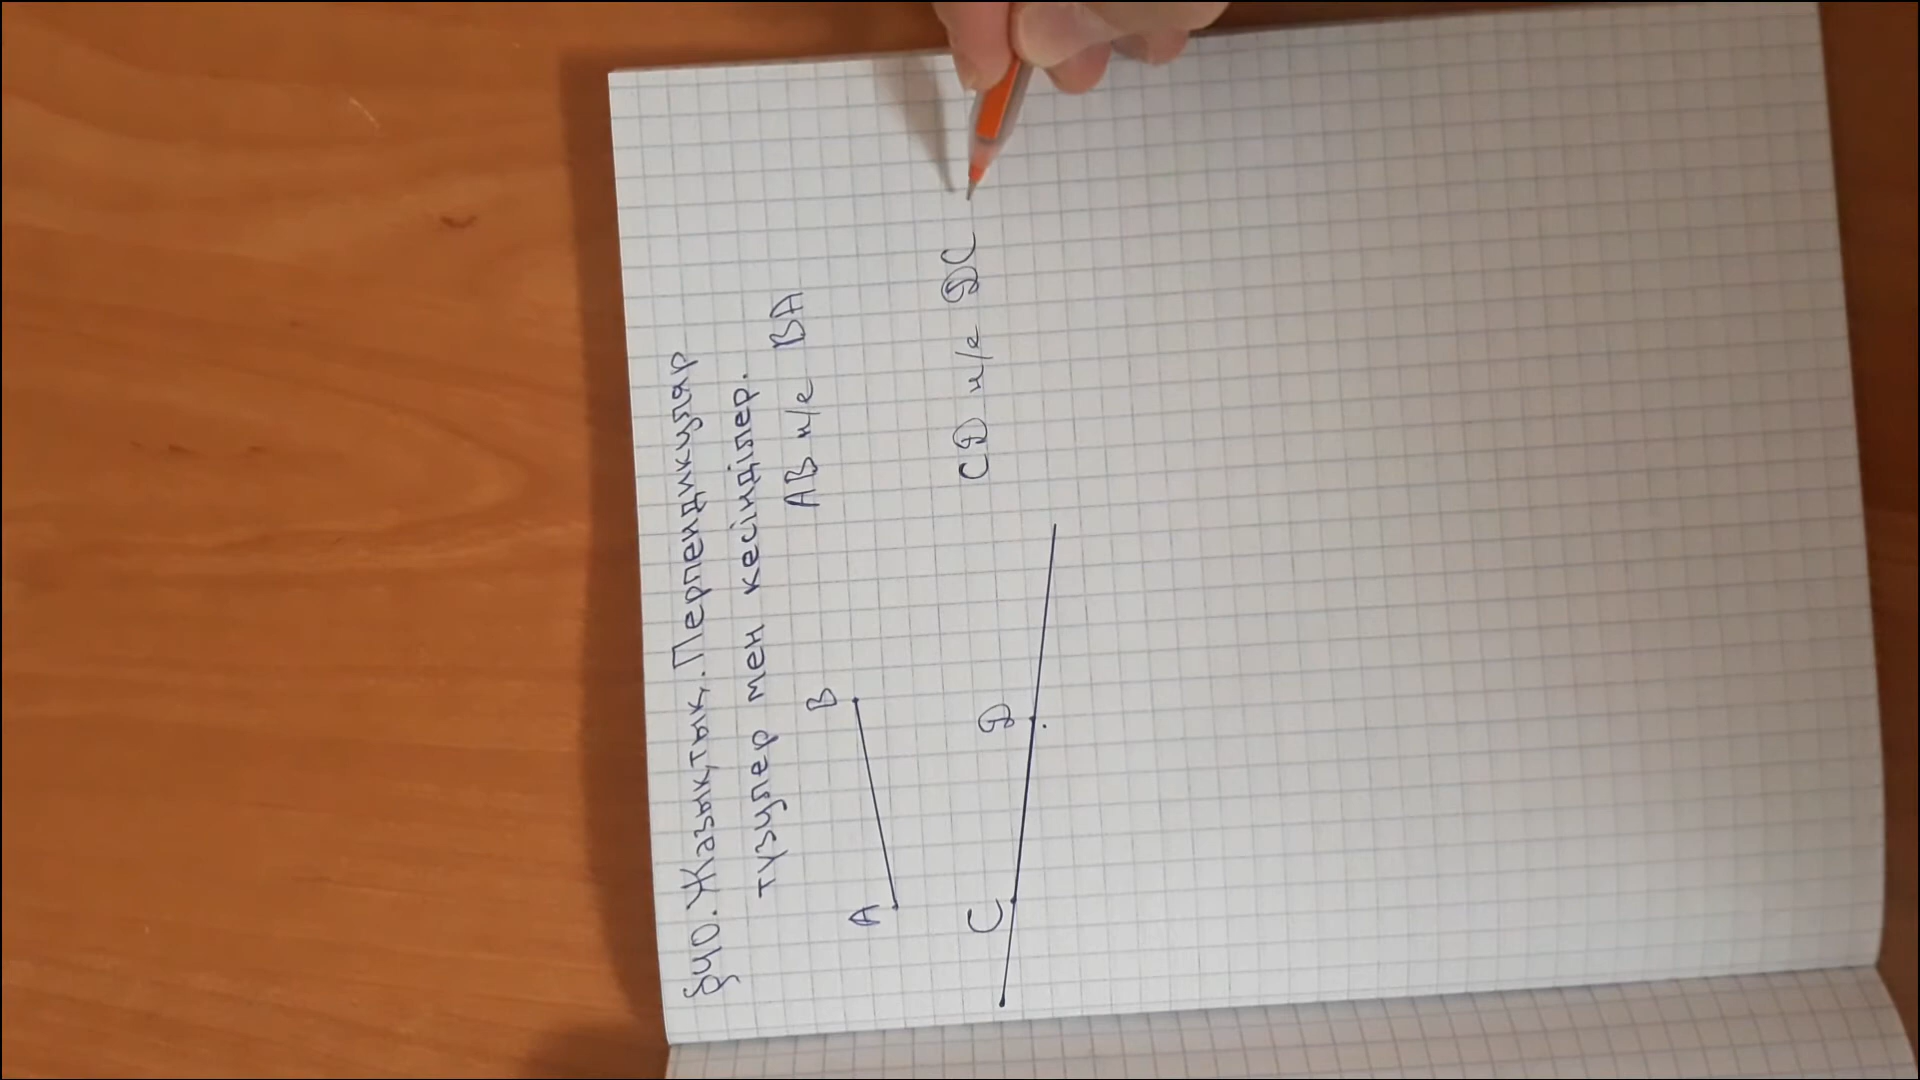 §40. Жазықтық. Перпендикуляр
түзулер мен кесінділер.
AB н/е BA
A
B
CD н/е DC
C
D